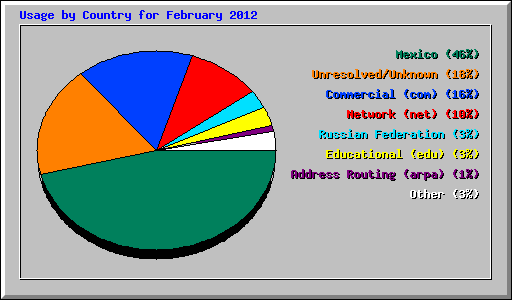 Usage by Country for February 2012
Mexico (46%)
Unresolved/Unknown (18%)
Commercial (com) (16%)
Network (net) (10%)
Russian Federation (3%)
Educational (edu) (3%)
Address Routing (arpa) (1%)
Other (3%)